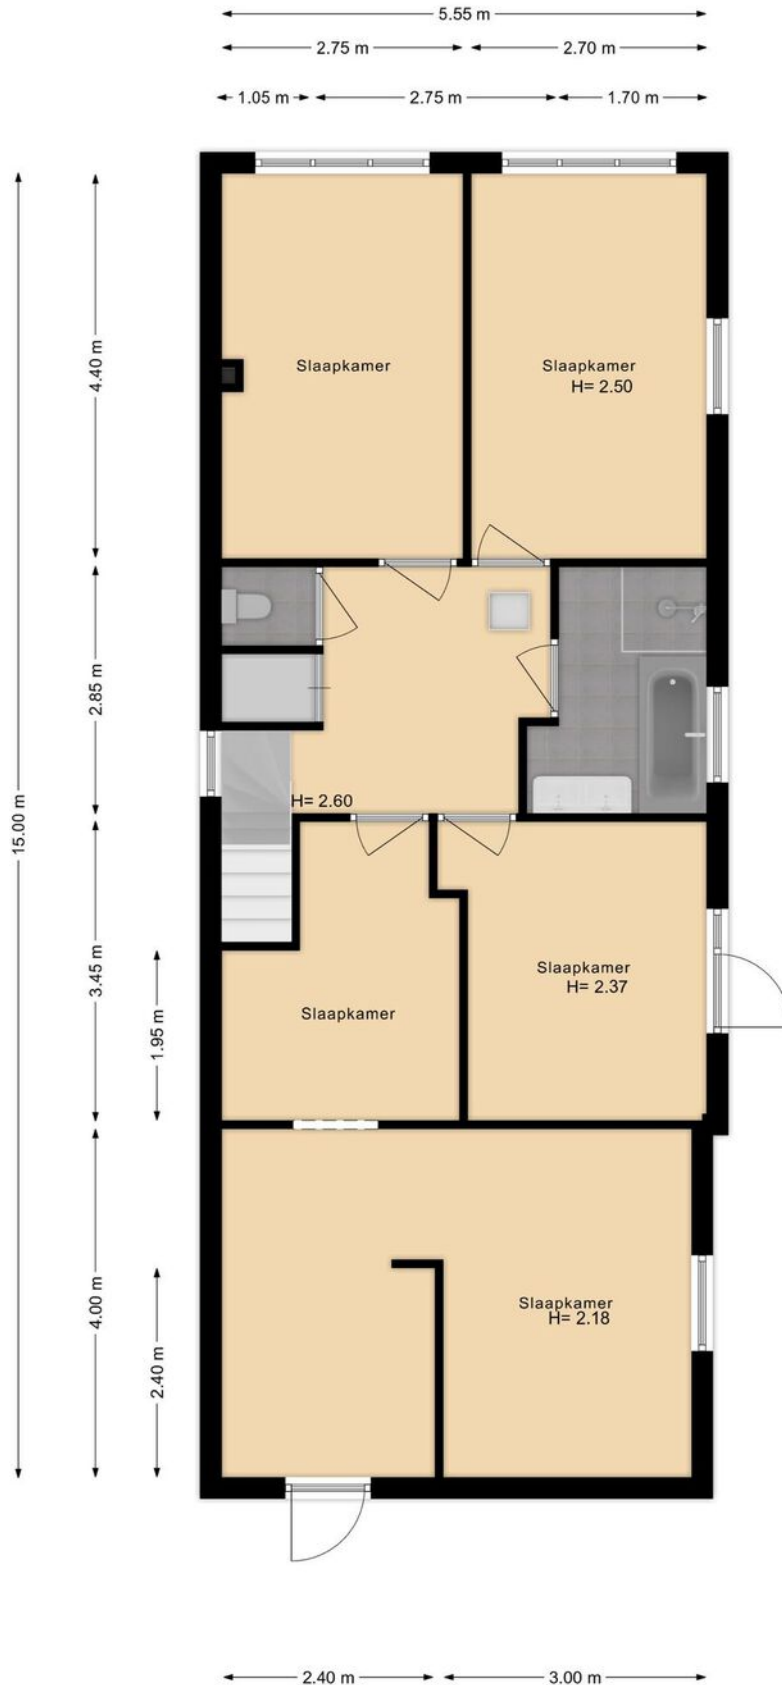 5.55 m
2.75 m
2.70 m
1.05 m
2.75 m
1.70 m
4.40 m
Slaapkamer
Slaapkamer
H= 2.50
2.85 m
15.00 m
H= 2.60
3.45 m
Slaapkamer
H= 2.37
1.95 m
Slaapkamer
4.00 m
Slaapkamer
H= 2.18
2.40 m
2.40 m
3.00 m